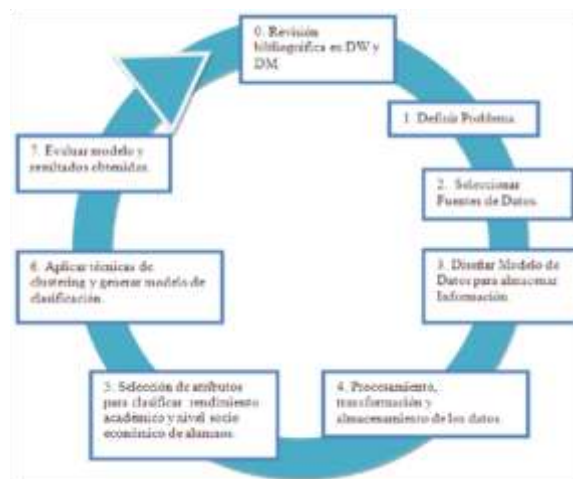 0. Revisión
bibliográfica en DW y
DM
1. Definir Problema.
2. Seleccionar
Fuentes de Datos.
3. Diseñar Modelo de
Datos para almacenar
Información
4. Procesamiento,
transformación y
almacenamiento de los datos.
5. Selección de atributos
para clasificar rendimiento
académico y nivel socio
económico de alumnos.
6. Aplicar técnicas de
clustering y generar modelo de
clasificación.
7. Evaluar modelo y
resultados obtenidos.